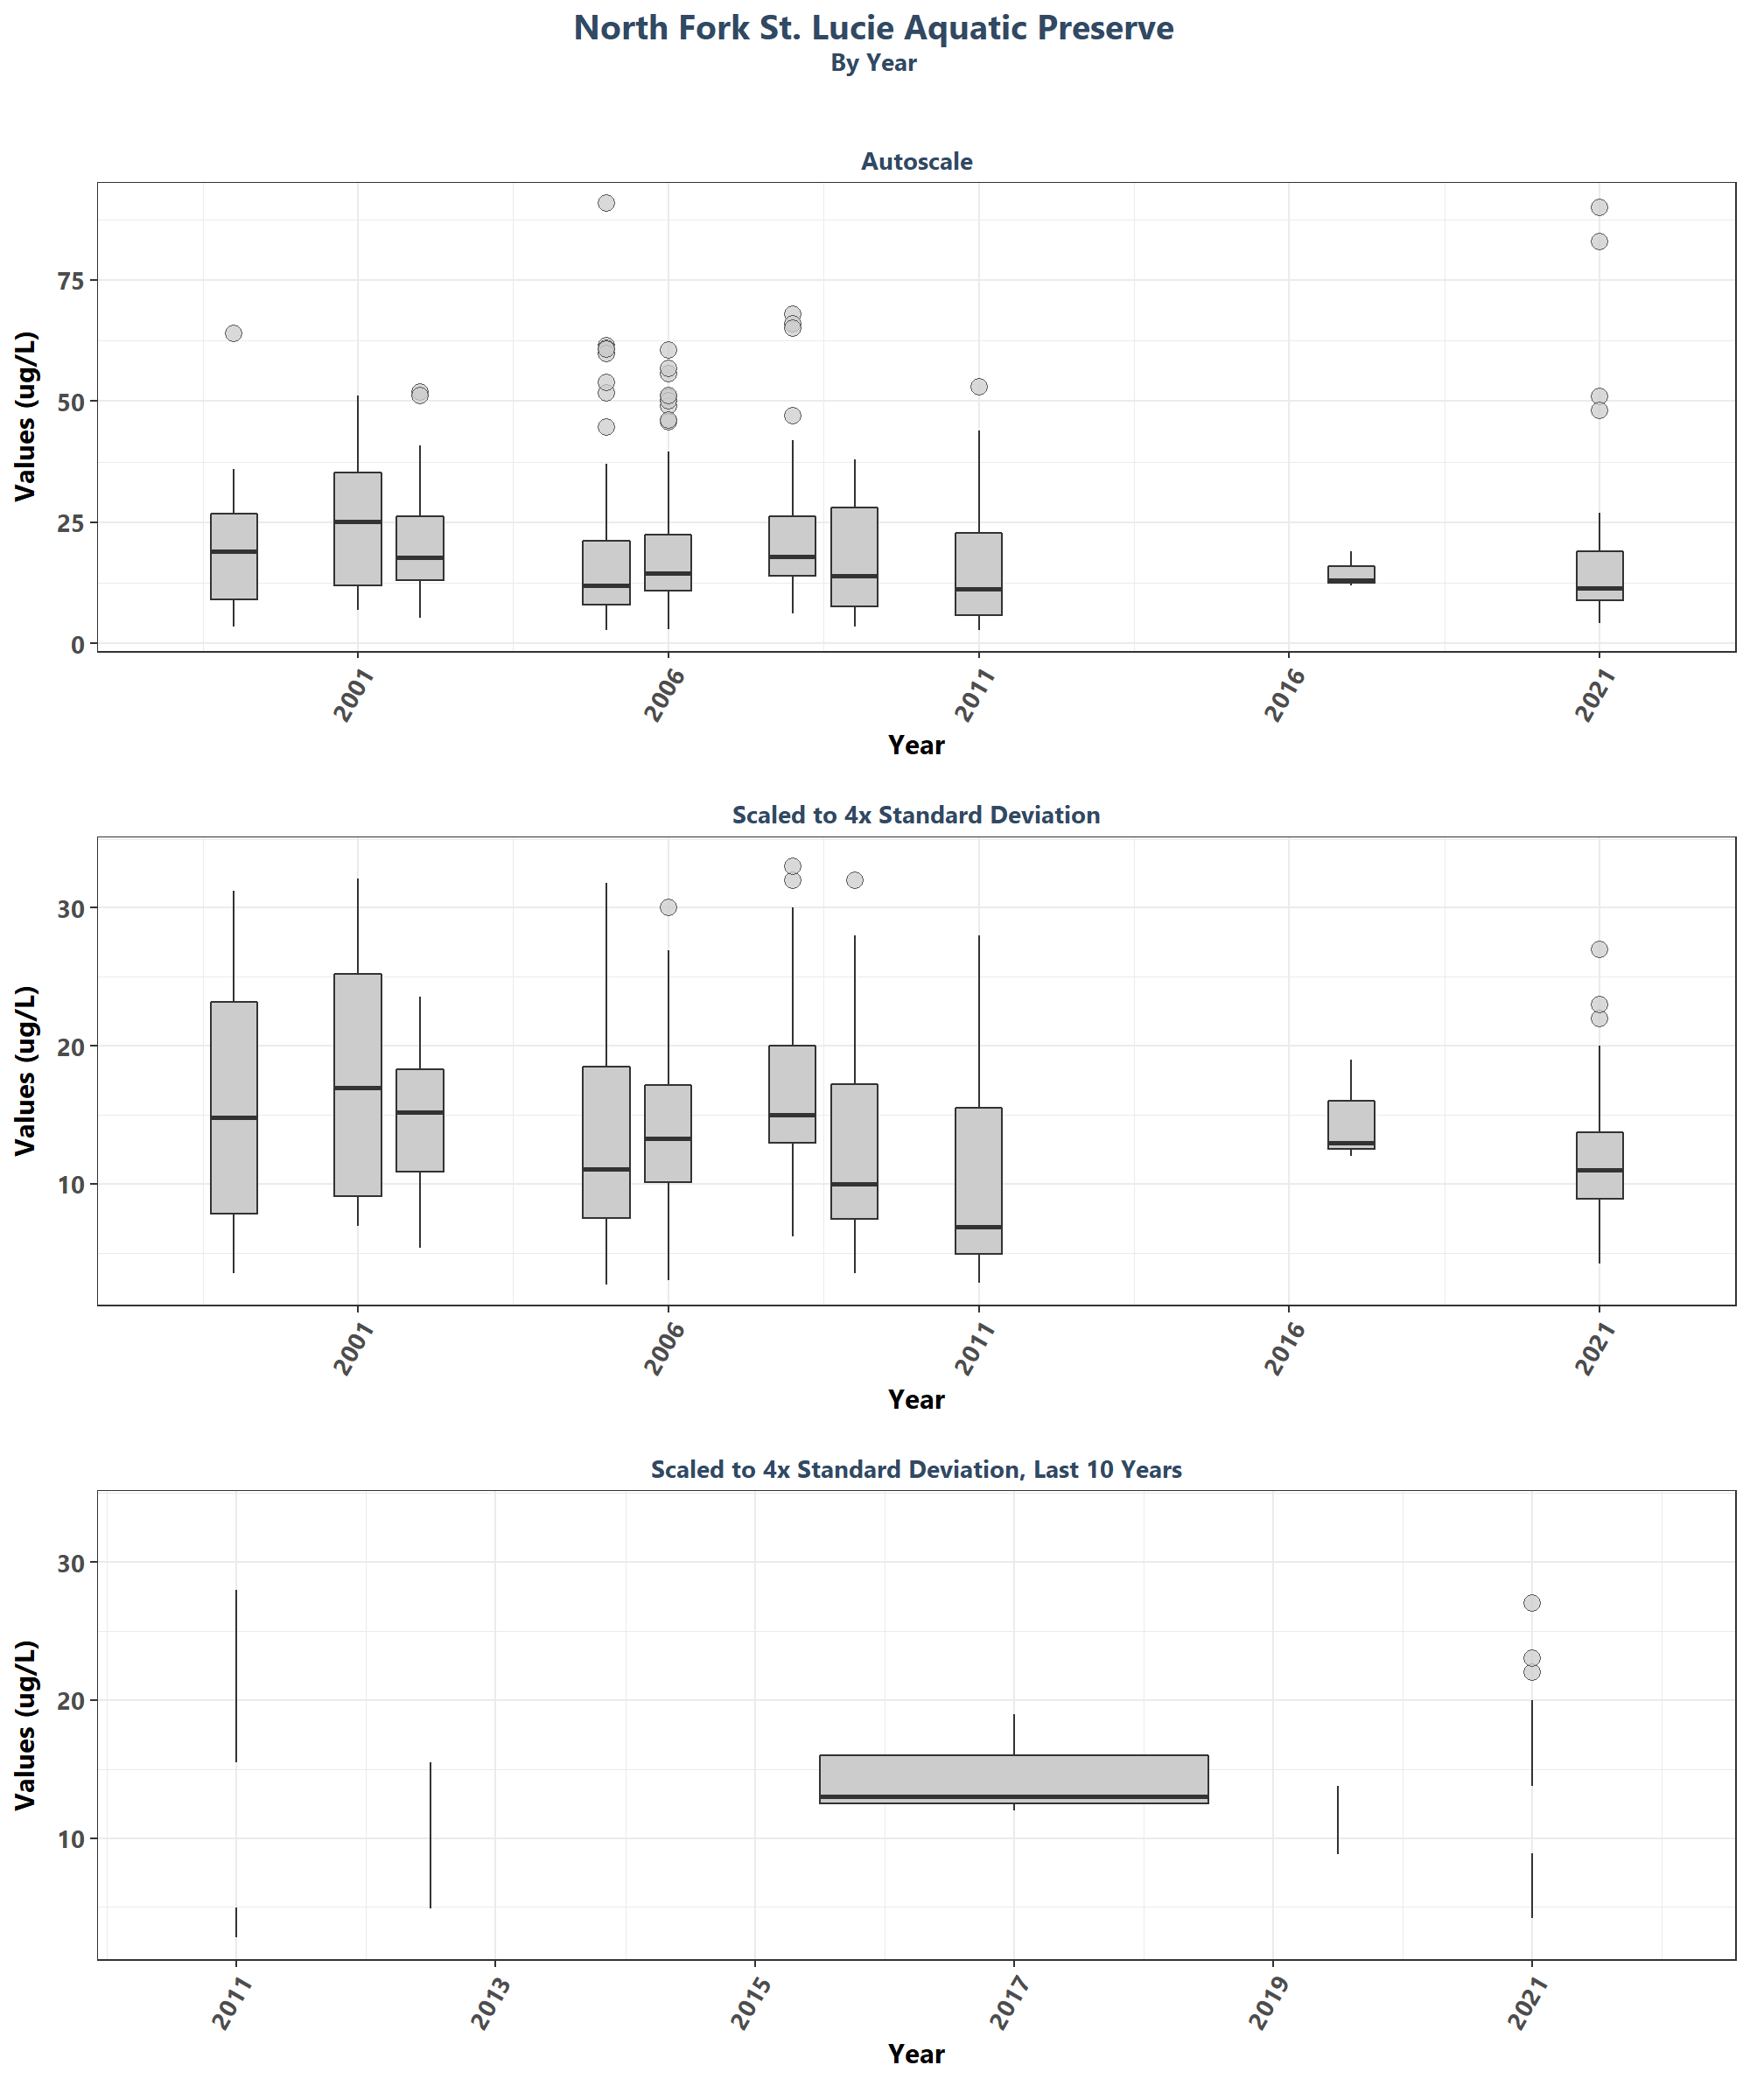 North Fork St. Lucie Aquatic Preserve
By Year
Autoscale
Values (ug/L)
75
50
25
0
2001
2006
2011
2016
2021
Year
Scaled to 4x Standard Deviation
Values (ug/L)
30
20
10
2001
2006
2011
2016
2021
Year
Scaled to 4x Standard Deviation, Last 10 Years
Values (ug/L)
30
20
10
2011
2013
2015
2017
2019
2021
Year